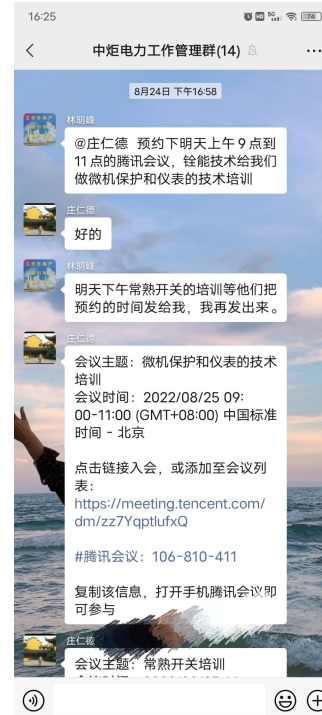 16:25
5G
74
中炬电力工作管理群(14)
8月24日 下午16:58
林明峰
@庄仁德 预约下明天上午9点到
11点的腾讯会议，铨能技术给我们
做微机保护和仪表的技术培训
庄仁德
好的
林明峰
明天下午常熟开关的培训等他们把
预约的时间发给我，我再发出来。
庄仁德
会议主题：微机保护和仪表的技术
培训
会议时间：2022/08/25 09:
00-11:00 (GMT+08:00) 中国标准
时间 - 北京
点击链接入会，或添加至会议列
表：
https://meeting.tencent.com/
dm/zz7YqptlufxQ
#腾讯会议：106-810-411
复制该信息，打开手机腾讯会议即
可参与
庄仁德
会议主题：常熟开关培训